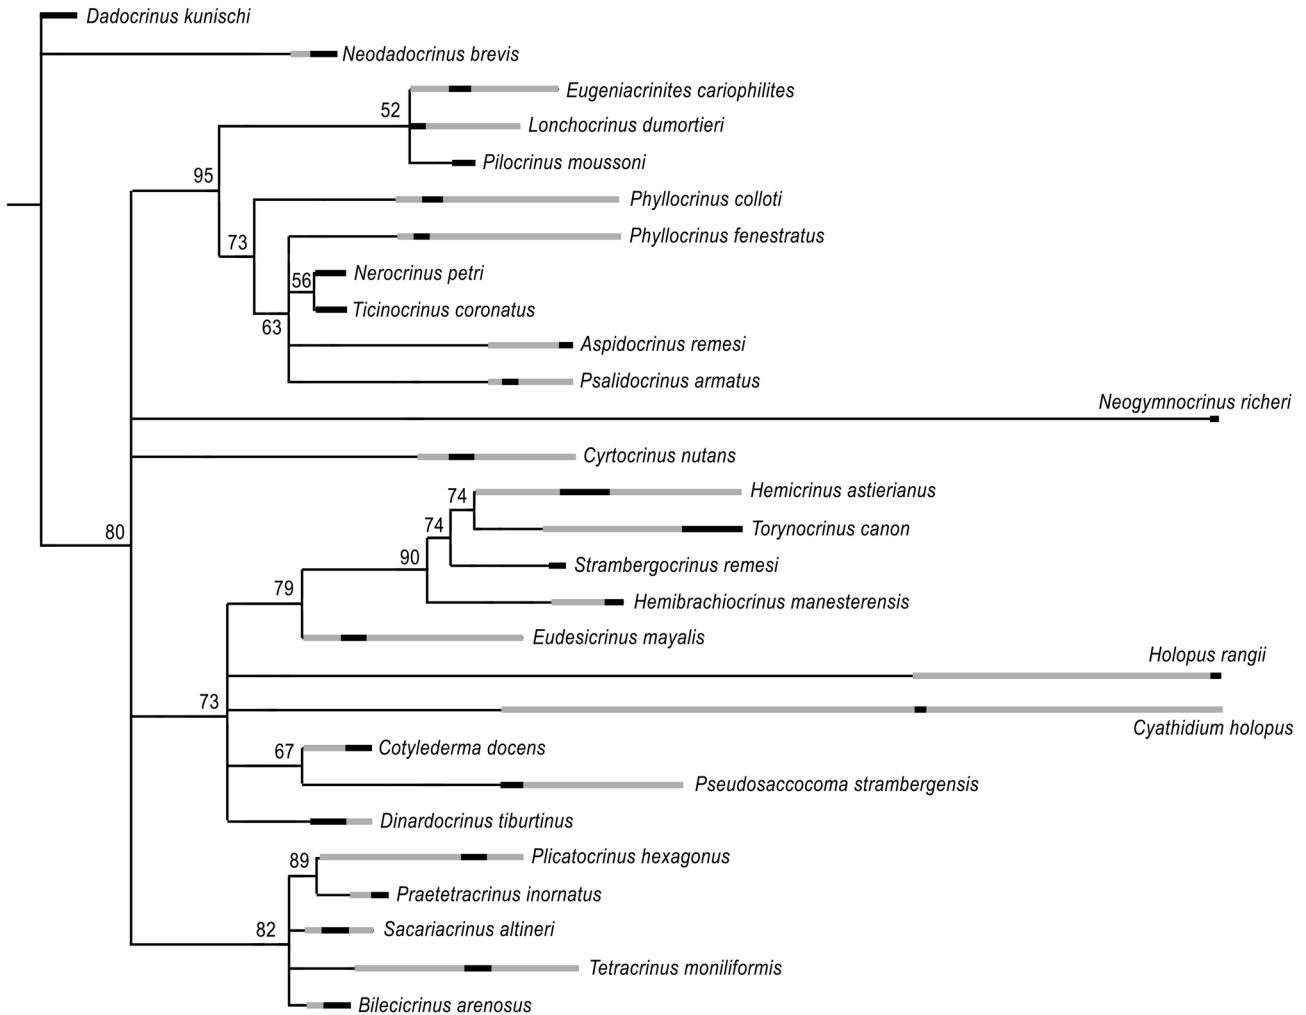 Dadocrinus kunischi
Neodadocrinus brevis
Eugeniacrinites cariophilites
52
Lonchocrinus dumortieri
Pilocrinus moussoni
95
Phyllocrinus colloti
Phyllocrinus fenestratus
73
Nerocrinus petri
56
Ticinocrinus coronatus
63
Aspidocrinus remesi
Psalidocrinus armatus
Neogymnocrinus richeri
Cyrtocrinus nutans
Hemicrinus astierianus
74
Torynocrinus canon
74
80
90
Strambergocrinus remesi
79
Hemibrachiocrinus manesterensis
Eudesicrinus mayalis
Holopus rangii
73
Cyathidium holopus
67
Cotylederma docens
Pseudosaccocoma strambergensis
Dinardocrinus tiburtinus
89
Plicatocrinus hexagonus
Praetetracrinus inornatus
82
Sacariacrinus altineri
Tetracrinus moniliformis
Bilecicrinus arenosus